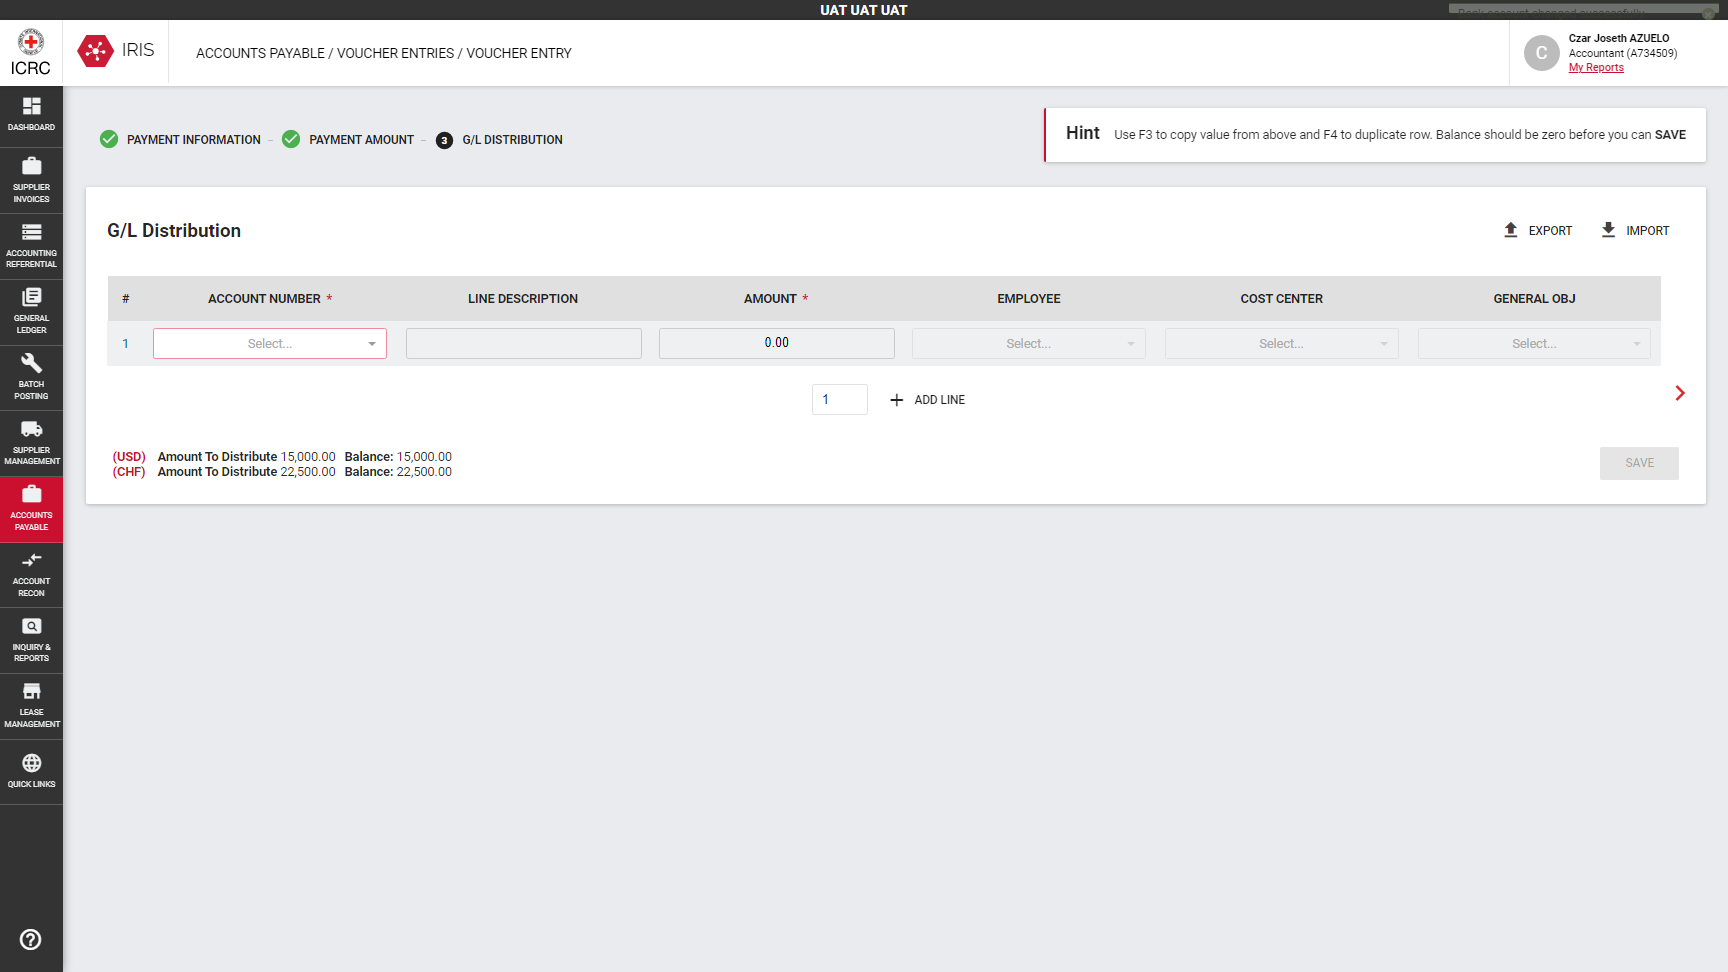 UAT UAT UAT
Bank account changed successfully
ICRC
IRIS
ACCOUNTS PAYABLE / VOUCHER ENTRIES / VOUCHER ENTRY
C
Czar Joseth AZUELO
Accountant (A734509)
My Reports
DASHBOARD
SUPPLIER
INVOICES
ACCOUNTING
REFERENTIAL
GENERAL
LEDGER
BATCH
POSTING
SUPPLIER
MANAGEMENT
ACCOUNTS
PAYABLE
ACCOUNT
RECON
INQUIRY &
REPORTS
LEASE
MANAGEMENT
QUICK LINKS
PAYMENT INFORMATION – PAYMENT AMOUNT – 3 G/L DISTRIBUTION
Hint Use F3 to copy value from above and F4 to duplicate row. Balance should be zero before you can SAVE
G/L Distribution
EXPORT IMPORT
# ACCOUNT NUMBER * LINE DESCRIPTION AMOUNT * EMPLOYEE COST CENTER GENERAL OBJ
1 Select... 0.00 Select... Select... Select...
1 + ADD LINE
(USD) Amount To Distribute 15,000.00 Balance: 15,000.00
(CHF) Amount To Distribute 22,500.00 Balance: 22,500.00
SAVE